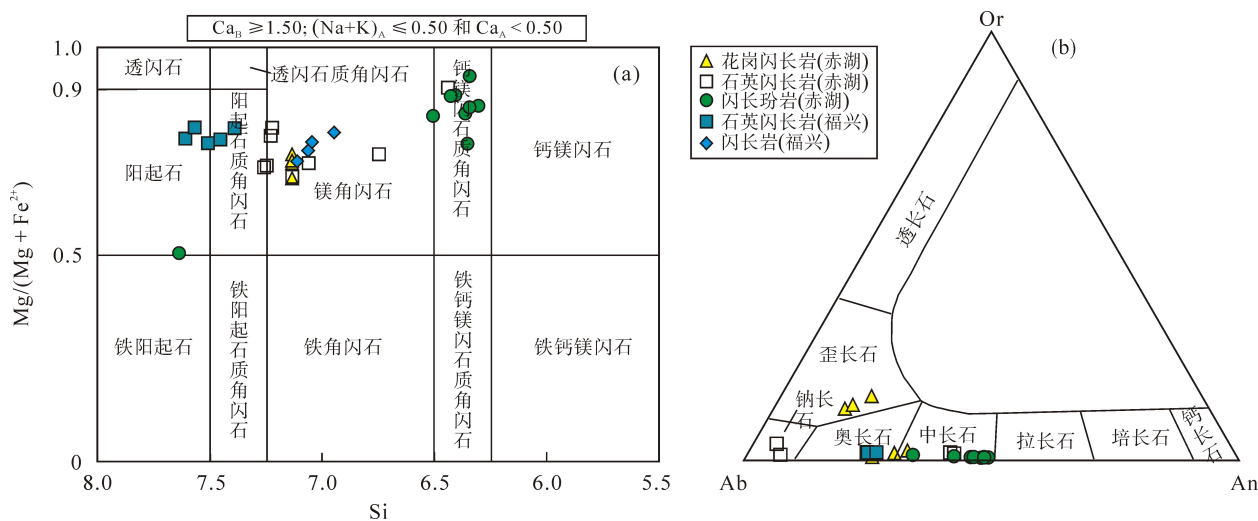 Ca_B ≥1.50; (Na+K)_A ≤0.50 和 Ca_A<0.50
(a)
Mg/(Mg + Fe²⁺)
1.0
0.9
0.5
0
8.0
7.5
7.0
6.5
6.0
5.5
Si
透闪石
透闪石质角闪石
阳起石
阳起石质角闪石
镁角闪石
钙镁闪石质角闪石
钙镁闪石
铁阳起石
铁阳起石质角闪石
铁角闪石
铁钙镁闪石质角闪石
铁钙镁闪石
花岗闪长岩(赤湖)
石英闪长岩(赤湖)
闪长玢岩(赤湖)
石英闪长岩(福兴)
闪长岩(福兴)
(b)
Or
透长石
歪长石
钠长石
奥长石
中长石
拉长石
培长石
钙长石
Ab
An